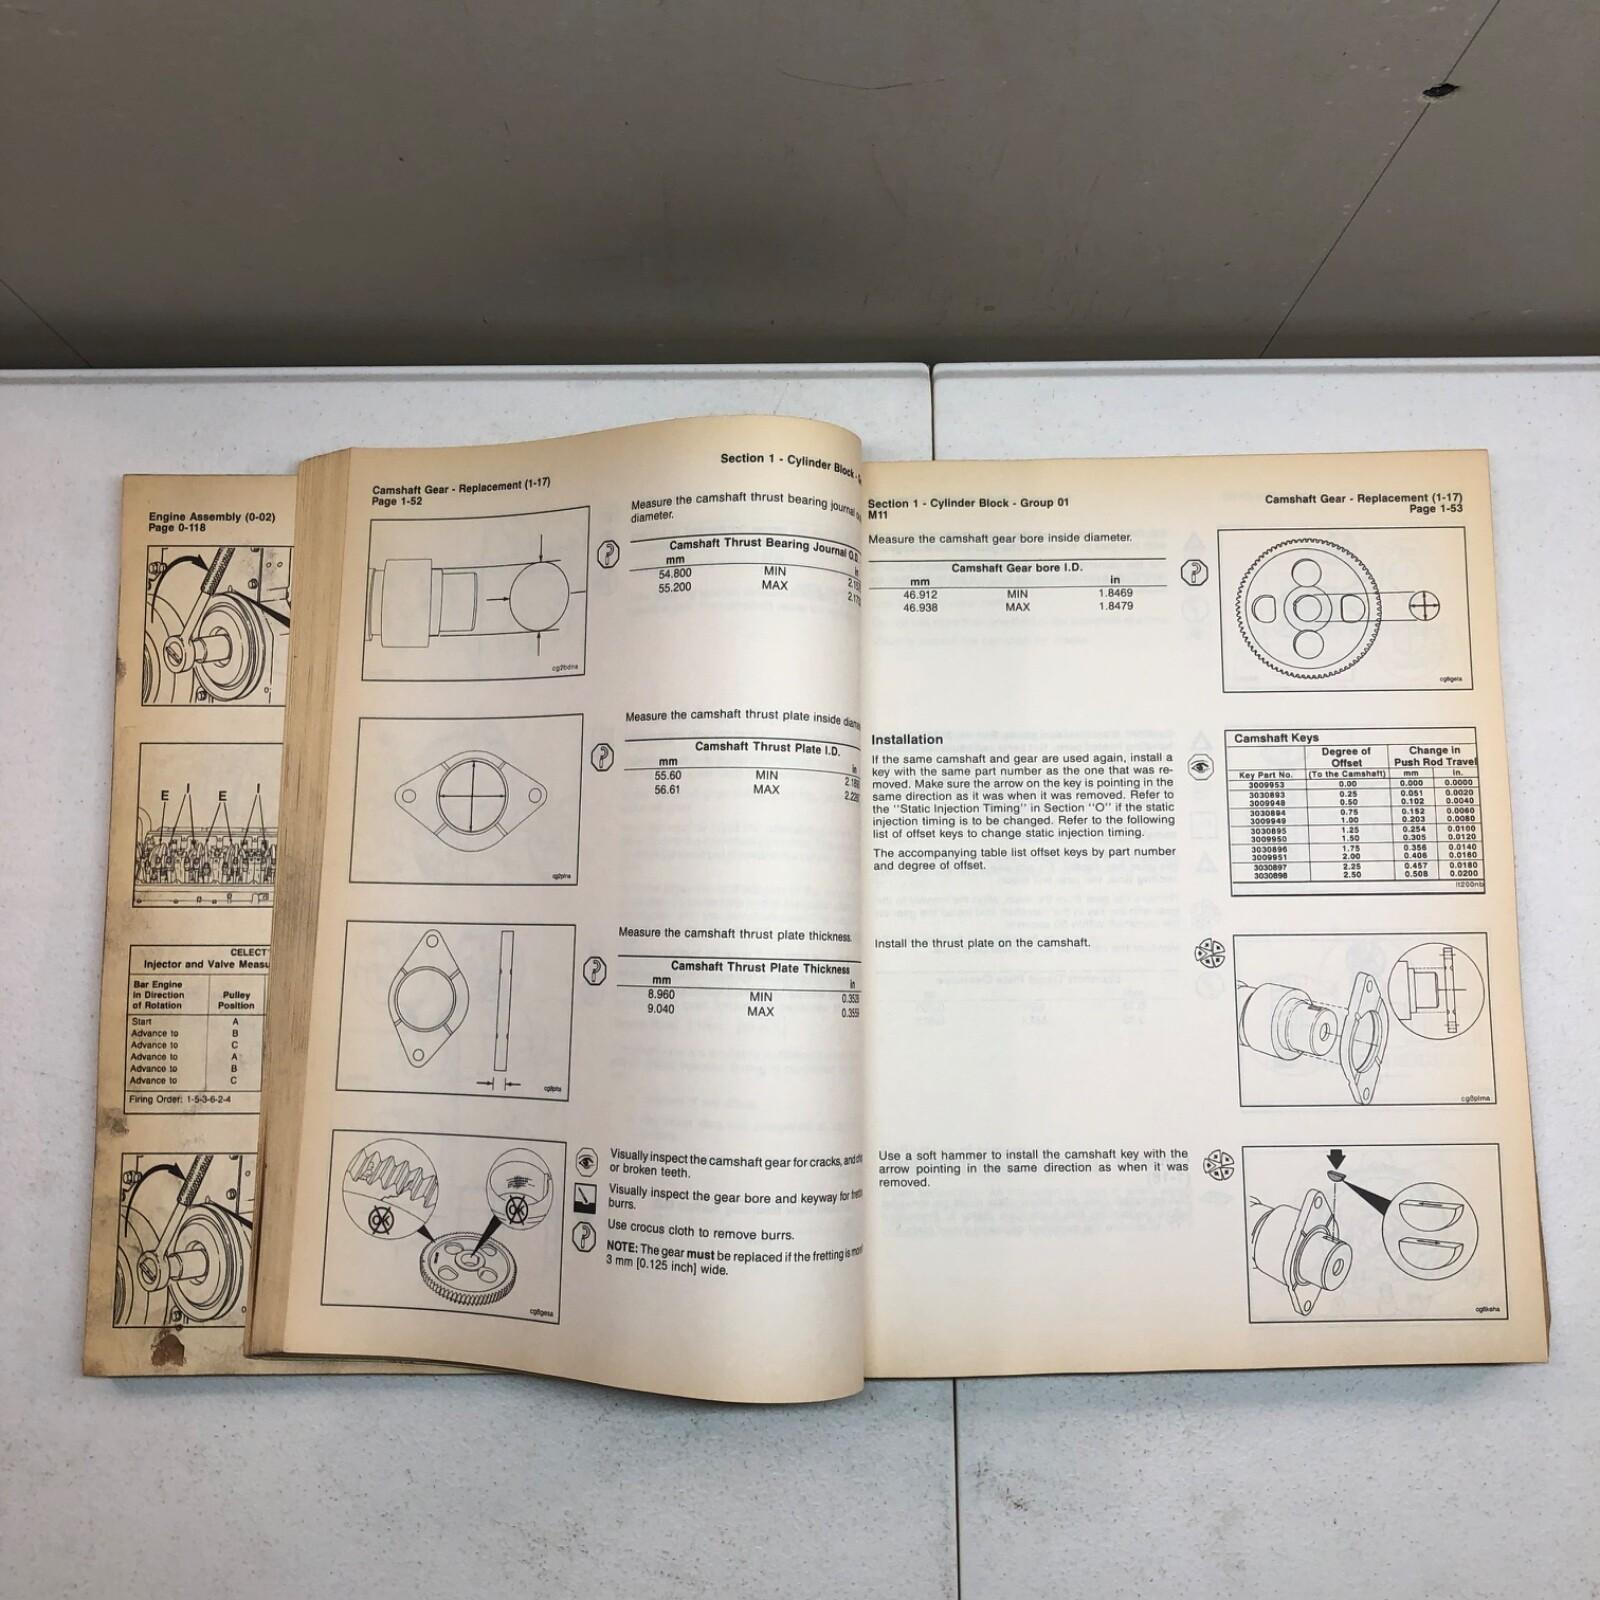 Engine Assembly (0-02)
Page 0-118
E I E I
CELECT
Injector and Valve Measu
Bar Engine
in Direction
of Rotation
Pulley
Position
Start A
Advance to B
Advance to C
Advance to A
Advance to B
Advance to C
Firing Order: 1-5-3-6-2-4
Section 1 - Cylinder Block -
Camshaft Gear - Replacement (1-17)
Page 1-52
Measure the camshaft thrust bearing journal
diameter.
Camshaft Thrust Bearing Journal O.D.
mm in
54.800 MIN
55.200 MAX
cg2bdna
Measure the camshaft thrust plate inside
Camshaft Thrust Plate I.D.
mm in
55.60 MIN
56.61 MAX
cg2plna
Measure the camshaft thrust plate thickness.
Camshaft Thrust Plate Thickness
mm in
8.960 MIN 0.3528
9.040 MAX 0.3559
Visually inspect the camshaft gear for cracks, and
or broken teeth.
Visually inspect the gear bore and keyway for
burrs.
Use crocus cloth to remove burrs.
NOTE: The gear must be replaced if the fretting is
3 mm [0.125 inch] wide.
OK
OK
Section 1 - Cylinder Block - Group 01
M11
Camshaft Gear - Replacement (1-17)
Page 1-53
Measure the camshaft gear bore inside diameter.
Camshaft Gear bore I.D.
mm in
46.912 MIN 1.8469
46.938 MAX 1.8479
Installation
If the same camshaft and gear are used again, install a
key with the same part number as the one that was re-
moved. Make sure the arrow on the key is pointing in the
same direction as it was when it was removed. Refer to
the "Static Injection Timing" in Section "O" if the static
injection timing is to be changed. Refer to the following
list of offset keys to change static injection timing.
The accompanying table list offset keys by part number
and degree of offset.
Camshaft Keys
Degree of Change in
Offset Push Rod Travel
Key Part No. (To the Camshaft) mm in.
3009953 0.00 0.000 0.0000
3030893 0.25 0.051 0.0020
3009948 0.50 0.102 0.0040
3030894 0.75 0.152 0.0060
3009949 1.00 0.203 0.0080
3030895 1.25 0.254 0.0100
3009950 1.50 0.305 0.0120
3030896 1.75 0.356 0.0140
3009951 2.00 0.406 0.0160
3030897 2.25 0.457 0.0180
3030898 2.50 0.508 0.0200
lt200nb
Install the thrust plate on the camshaft.
cg8plma
Use a soft hammer to install the camshaft key with the
arrow pointing in the same direction as when it was
removed.
cg8keha